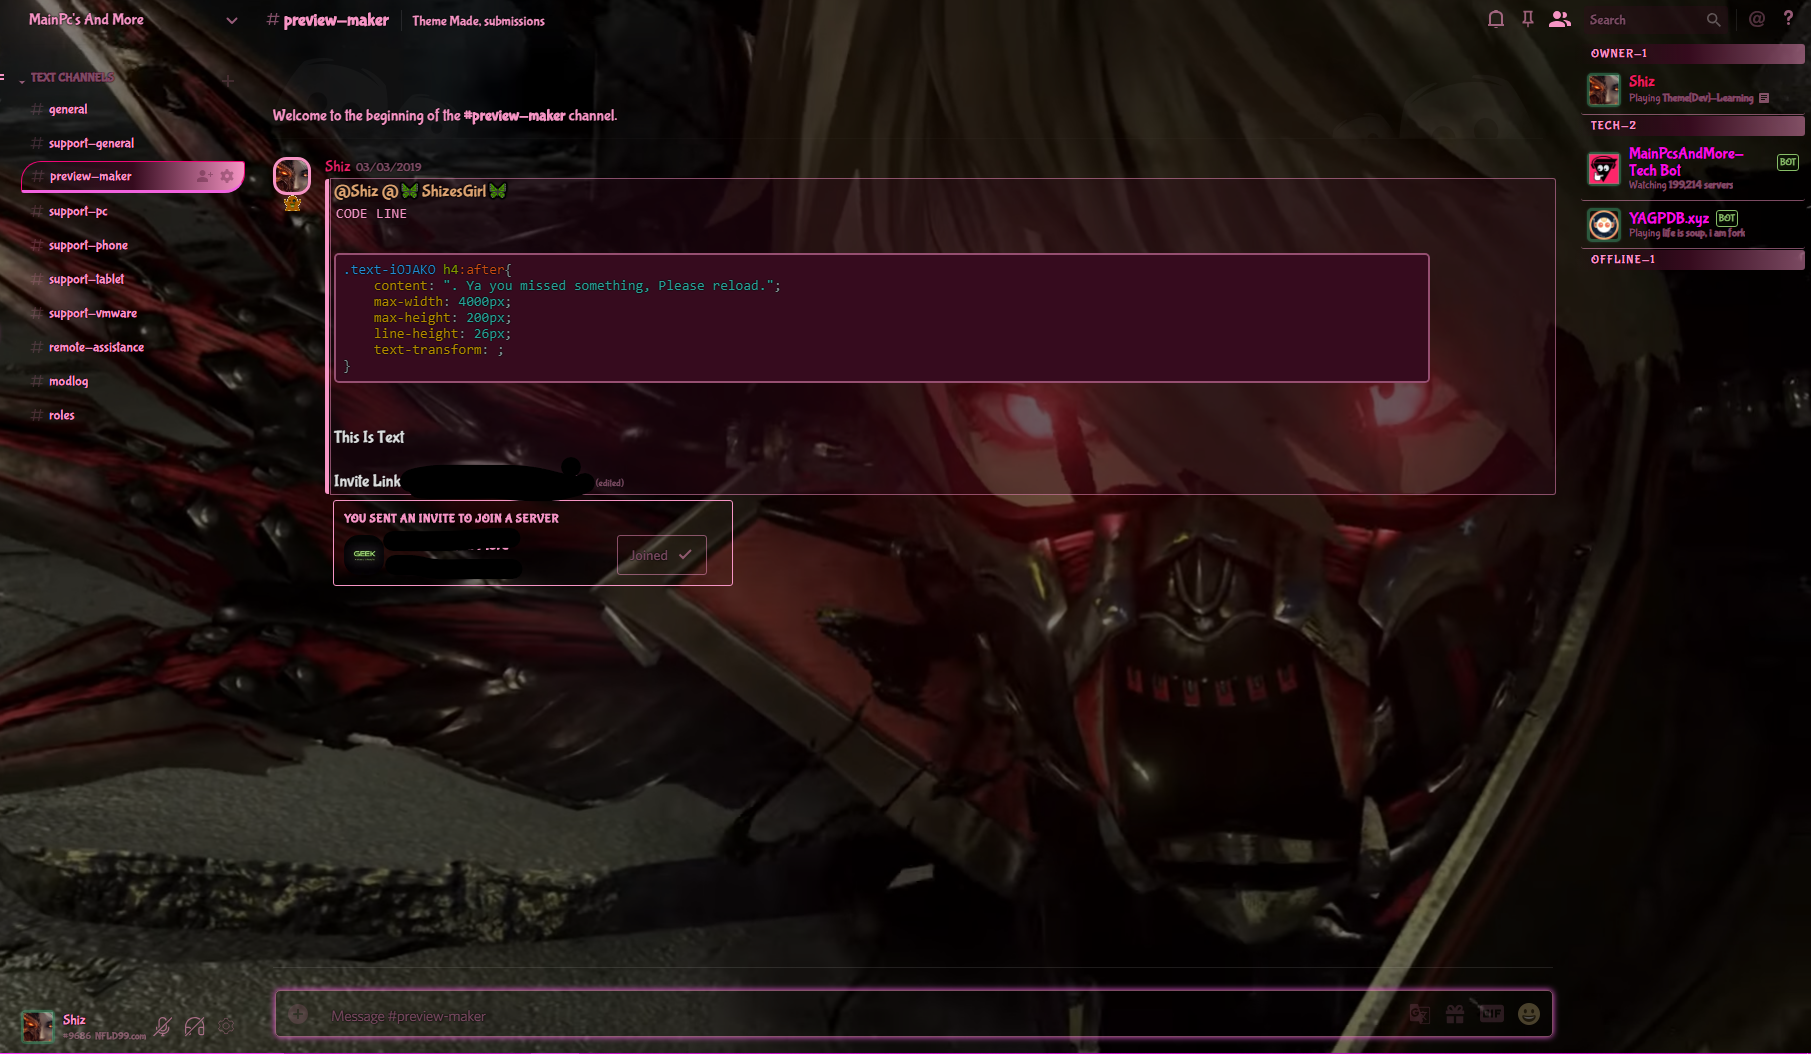 MainPc's And More
# preview-maker
Theme Made, submissions
Search
@
?
TEXT CHANNELS
# general
# support-general
# preview-maker
# support-pc
# support-phone
# support-tablet
# support-vmware
# remote-assistance
# modlog
# roles
Welcome to the beginning of the #preview-maker channel.
Shiz 03/03/2019
@Shiz @ ShizesGirl
CODE LINE
.text-iOJAKO h4:after{
content: ". Ya you missed something, Please reload.";
max-width: 4000px;
max-height: 200px;
line-height: 26px;
text-transform: ;
}
This Is Text
Invite Link (edited)
YOU SENT AN INVITE TO JOIN A SERVER
GEEK
Joined
OWNER—1
Shiz
Playing Theme[Dev]-Learning
TECH—2
MainPcsAndMore-
Tech Bot
BOT
Watching 199,214 servers
YAGPDB.xyz BOT
Playing life is soup, i am fork
OFFLINE—1
Shiz
#9686 NFLD99.com
Message #preview-maker
GIF